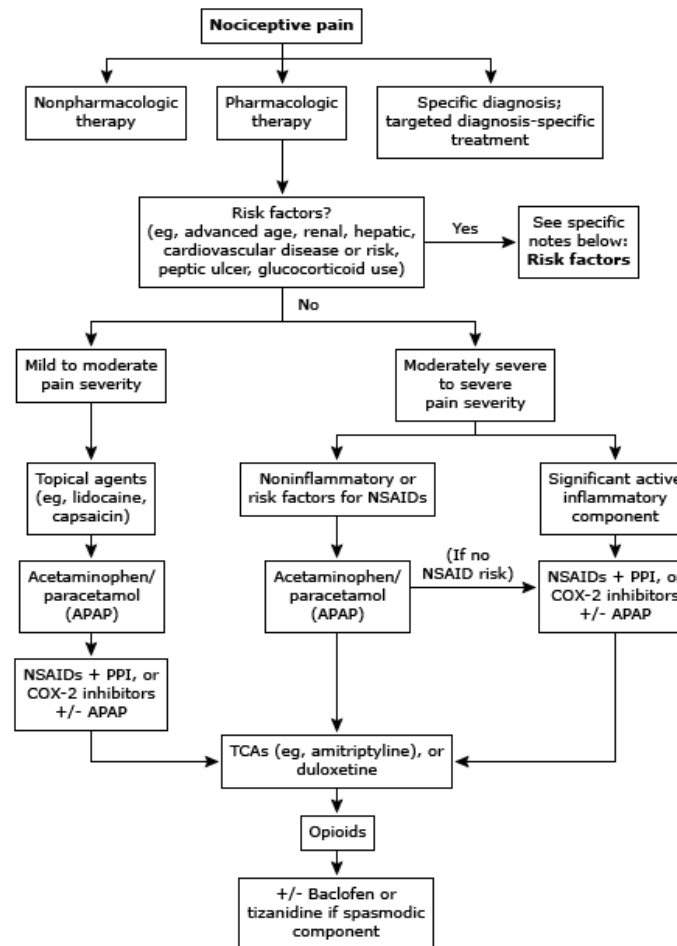 Nociceptive pain
Nonpharmacologic
therapy
Pharmacologic
therapy
Specific diagnosis;
targeted diagnosis-specific
treatment
Risk factors?
(eg, advanced age, renal, hepatic,
cardiovascular disease or risk,
peptic ulcer, glucocorticoid use)
Yes
See specific
notes below:
Risk factors
No
Mild to moderate
pain severity
Moderately severe
to severe
pain severity
Topical agents
(eg, lidocaine,
capsaicin)
Noninflammatory or
risk factors for NSAIDs
Significant active
inflammatory
component
Acetaminophen/
paracetamol
(APAP)
Acetaminophen/
paracetamol
(APAP)
(If no
NSAID risk)
NSAIDs + PPI, or
COX-2 inhibitors
+/- APAP
NSAIDs + PPI, or
COX-2 inhibitors
+/- APAP
TCAs (eg, amitriptyline), or
duloxetine
Opioids
+/- Baclofen or
tizanidine if spasmodic
component